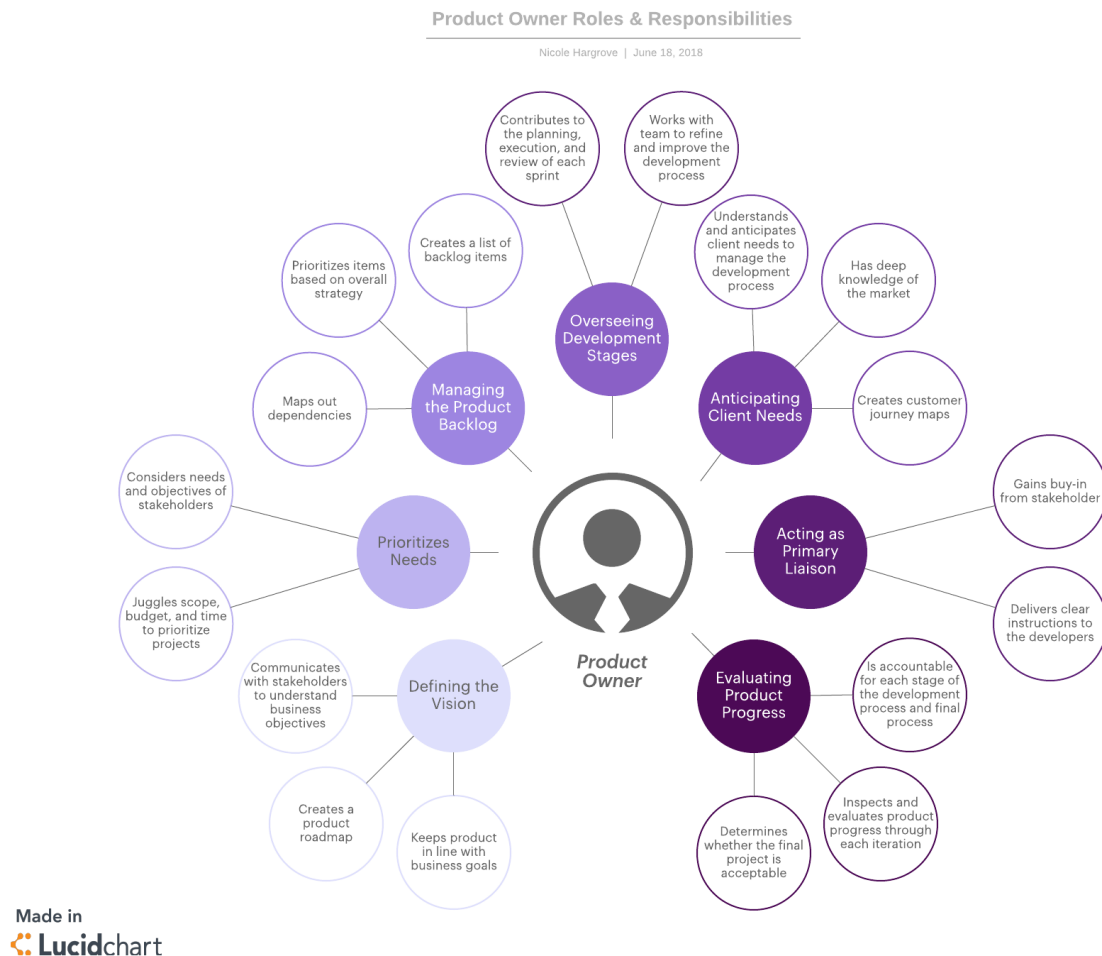 Product Owner Roles & Responsibilities
Nicole Hargrove | June 18, 2018
Contributes to
the planning,
execution, and
review of each
sprint
Works with
team to refine
and improve the
development
process
Overseeing
Development
Stages
Creates a list of
backlog items
Prioritizes items
based on overall
strategy
Maps out
dependencies
Managing
the Product
Backlog
Understands
and anticipates
client needs to
manage the
development
process
Has deep
knowledge of
the market
Creates customer
journey maps
Anticipating
Client Needs
Considers needs
and objectives of
stakeholders
Juggles scope,
budget, and time
to prioritize
projects
Prioritizes
Needs
Acting as
Primary
Liaison
Gains buy-in
from stakeholder
Delivers clear
instructions to
the developers
Product
Owner
Communicates
with stakeholders
to understand
business
objectives
Creates a
product
roadmap
Keeps product
in line with
business goals
Defining the
Vision
Evaluating
Product
Progress
Is accountable
for each stage of
the development
process and final
process
Inspects and
evaluates product
progress through
each iteration
Determines
whether the final
project is
acceptable
Made in
Lucidchart